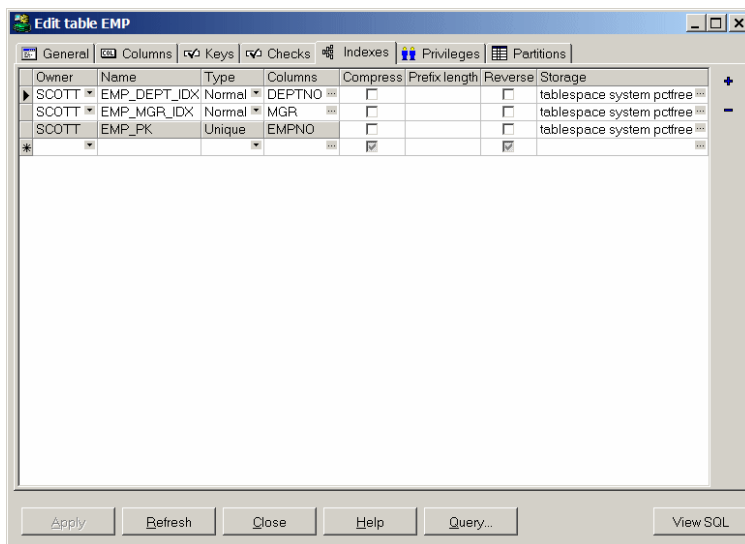 Edit table EMP
General Columns Keys Checks Indexes Privileges Partitions
Owner Name Type Columns Compress Prefix length Reverse Storage
SCOTT EMP_DEPT_IDX Normal DEPTNO ... tablespace system pctfree ...
SCOTT EMP_MGR_IDX Normal MGR ... tablespace system pctfree ...
SCOTT EMP_PK Unique EMPNO tablespace system pctfree ...
* ... ...
+
-
Apply Refresh Close Help Query... View SQL